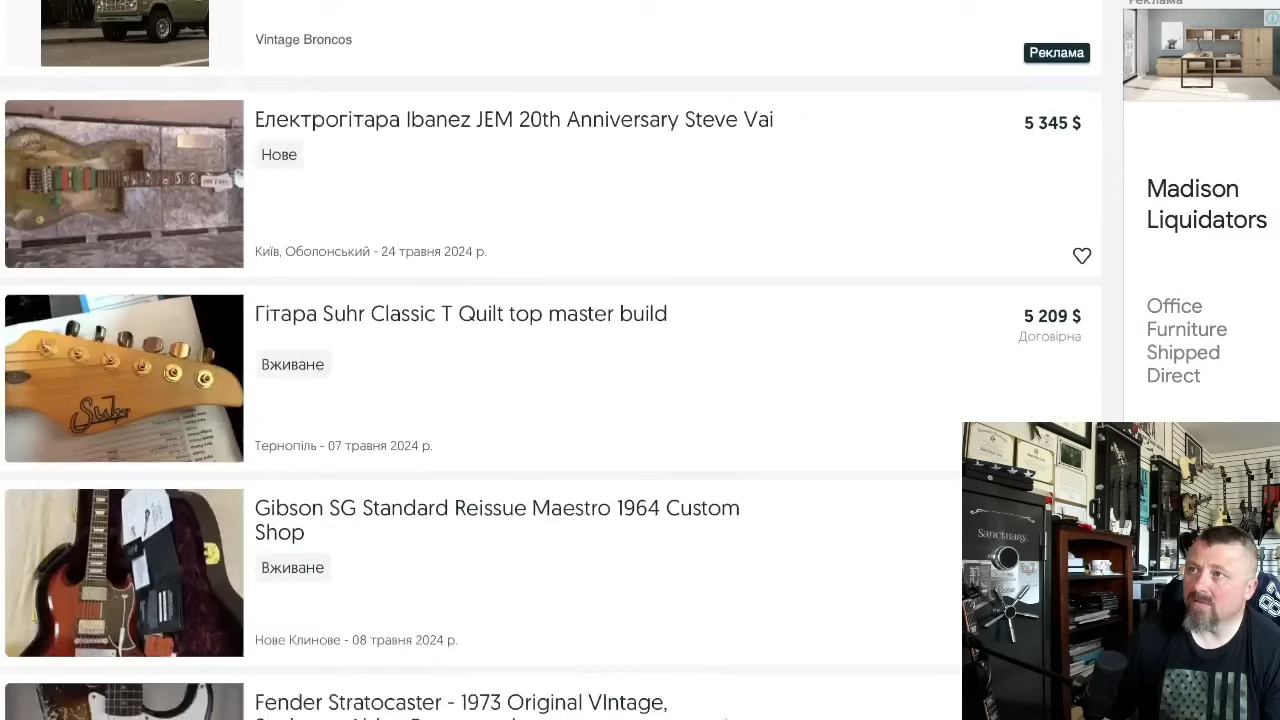 Реклама
Vintage Broncos
Реклама
Електрогітара Ibanez JEM 20th Anniversary Steve Vai
5 345 $
Нове
Київ, Оболонський - 24 травня 2024 р.
Гітара Suhr Classic T Quilt top master build
5 209 $
Договірна
Вживане
Тернопіль - 07 травня 2024 р.
Suhr
Gibson SG Standard Reissue Maestro 1964 Custom
Shop
Вживане
Нове Клинове - 08 травня 2024 р.
Fender Stratocaster - 1973 Original VIntage,
Madison
Liquidators
Office
Furniture
Shipped
Direct
Sanctuary